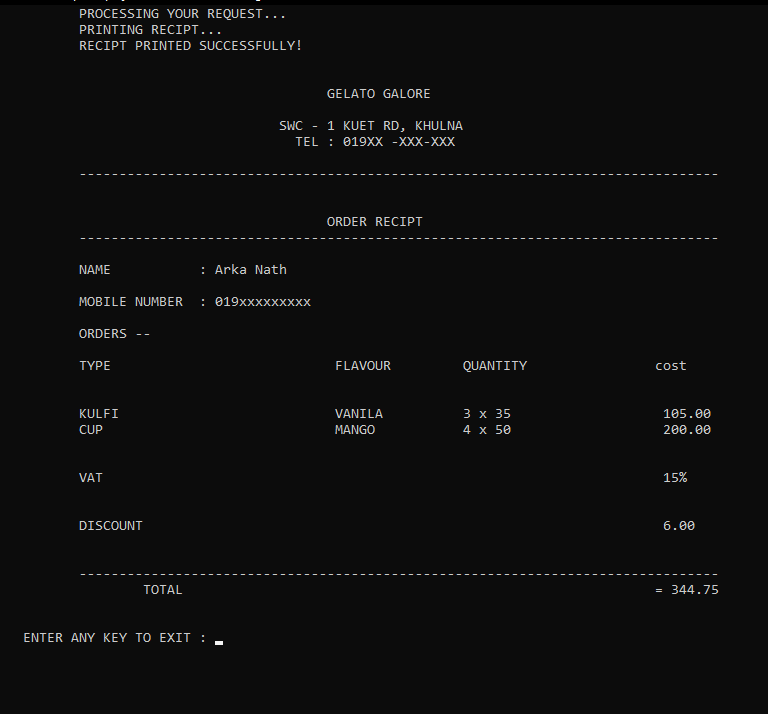 PROCESSING YOUR REQUEST...
PRINTING RECIPT...
RECIPT PRINTED SUCCESSFULLY!
GELATO GALORE
SWC - 1 KUET RD, KHULNA
TEL : 019XX -XXX-XXX
--------------------------------------------------------------------------------
ORDER RECIPT
--------------------------------------------------------------------------------
NAME : Arka Nath
MOBILE NUMBER : 019xxxxxxxxx
ORDERS --
TYPE FLAVOUR QUANTITY cost
KULFI VANILA 3 x 35 105.00
CUP MANGO 4 x 50 200.00
VAT 15%
DISCOUNT 6.00
--------------------------------------------------------------------------------
TOTAL = 344.75
ENTER ANY KEY TO EXIT :